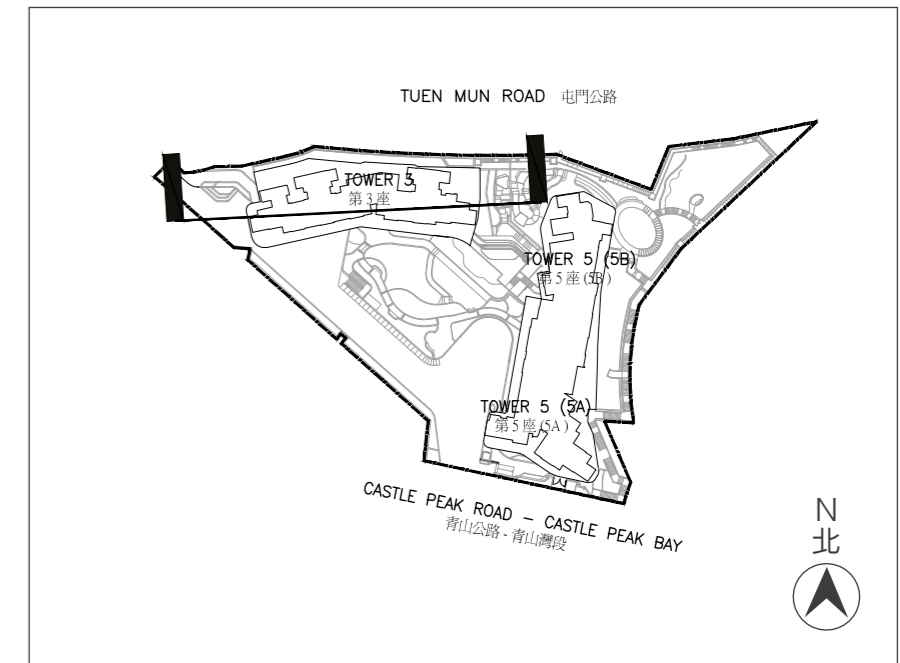 TUEN MUN ROAD 屯門公路
TOWER 3
第3座
TOWER 5 (5B)
第5座(5B)
TOWER 5 (5A)
第5座(5A)
CASTLE PEAK ROAD - CASTLE PEAK BAY
青山公路 - 青山灣段
N
北